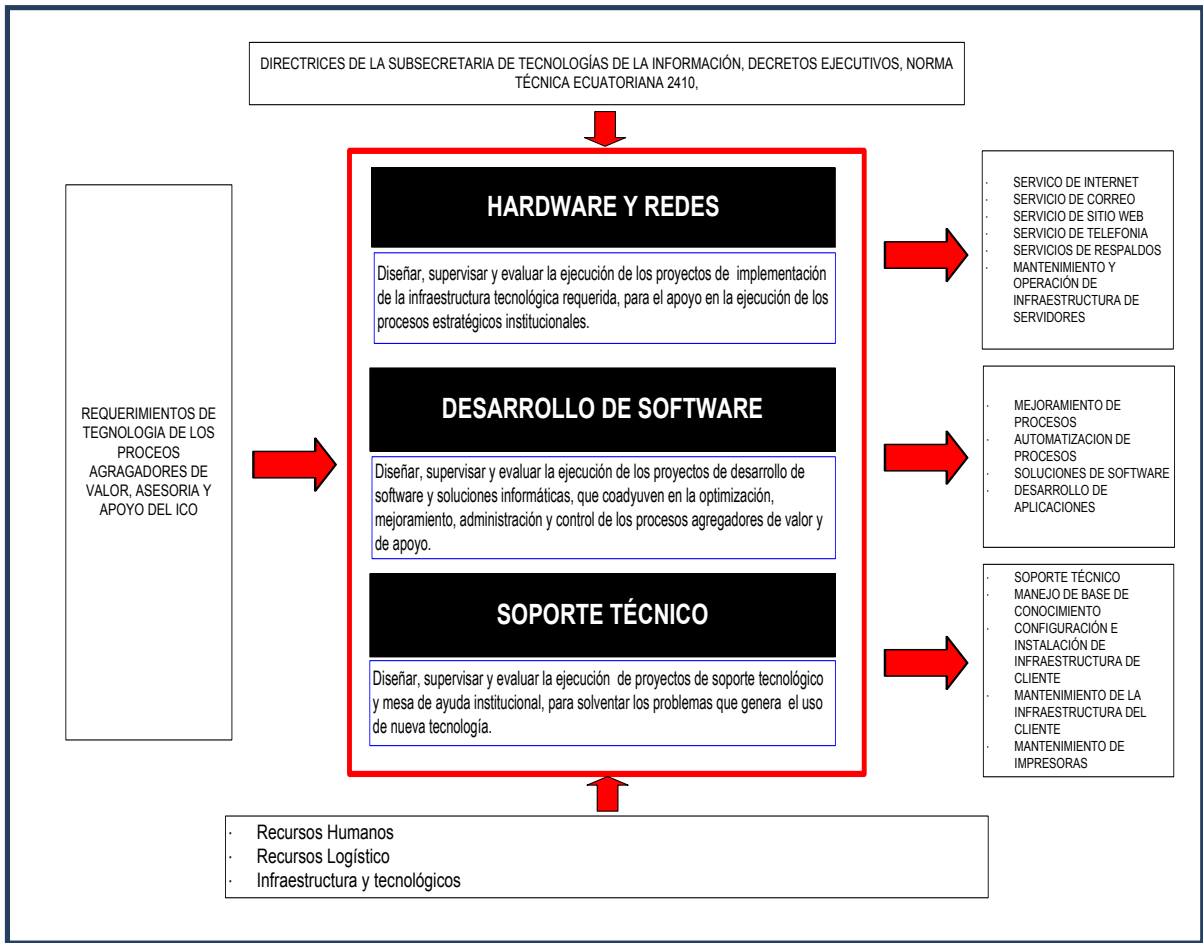 DIRECTRICES DE LA SUBSECRETARIA DE TECNOLOGÍAS DE LA INFORMACIÓN, DECRETOS EJECUTIVOS, NORMA
TÉCNICA ECUATORIANA 2410,
REQUERIMIENTOS DE
TEGNOLOGIA DE LOS
PROCEOS
AGRAGADORES DE
VALOR, ASESORIA Y
APOYO DEL ICO
HARDWARE Y REDES
Diseñar, supervisar y evaluar la ejecución de los proyectos de implementación
de la infraestructura tecnológica requerida, para el apoyo en la ejecución de los
procesos estratégicos institucionales.
DESARROLLO DE SOFTWARE
Diseñar, supervisar y evaluar la ejecución de los proyectos de desarrollo de
software y soluciones informáticas, que coadyuven en la optimización,
mejoramiento, administración y control de los procesos agregadores de valor y
de apoyo.
SOPORTE TÉCNICO
Diseñar, supervisar y evaluar la ejecución de proyectos de soporte tecnológico
y mesa de ayuda institucional, para solventar los problemas que genera el uso
de nueva tecnología.
· SERVICO DE INTERNET
· SERVICIO DE CORREO
· SERVICIO DE SITIO WEB
· SERVICIO DE TELEFONIA
· SERVICIOS DE RESPALDOS
· MANTENIMIENTO Y
OPERACIÓN DE
INFRAESTRUCTURA DE
SERVIDORES
· MEJORAMIENTO DE
PROCESOS
· AUTOMATIZACION DE
PROCESOS
· SOLUCIONES DE SOFTWARE
· DESARROLLO DE
APLICACIONES
· SOPORTE TÉCNICO
· MANEJO DE BASE DE
CONOCIMIENTO
· CONFIGURACIÓN E
INSTALACIÓN DE
INFRAESTRUCTURA DE
CLIENTE
· MANTENIMIENTO DE LA
INFRAESTRUCTURA DEL
CLIENTE
· MANTENIMIENTO DE
IMPRESORAS
· Recursos Humanos
· Recursos Logístico
· Infraestructura y tecnológicos